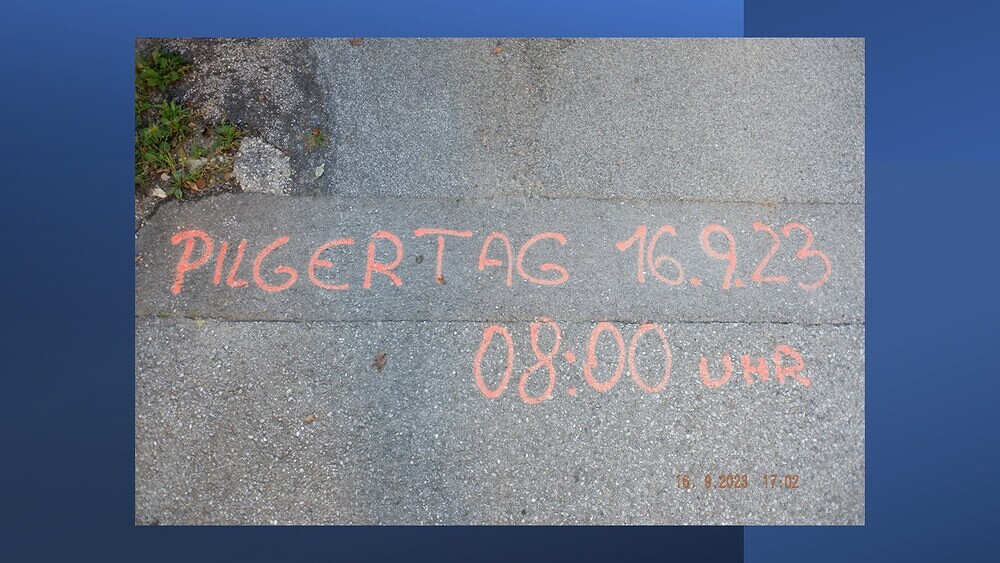 PILGERTAG 16.9.23
08:00 UHR
16. 9.2023 17:02